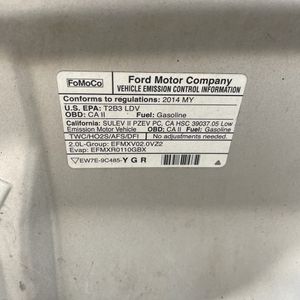 FoMoCo
Ford Motor Company
VEHICLE EMISSION CONTROL INFORMATION
Conforms to regulations: 2014 MY
U.S. EPA: T2B3 LDV
OBD: CA II Fuel: Gasoline
California: SULEV II PZEV PC, CA HSC 39037.05 Low
Emission Motor Vehicle OBD: CA II Fuel: Gasoline
TWC/HO2S/AFS/DFI No adjustments needed.
2.0L-Group: EFMXV02.0VZ2
Evap: EFMXR0110GBX
EW7E-9C485-YGR